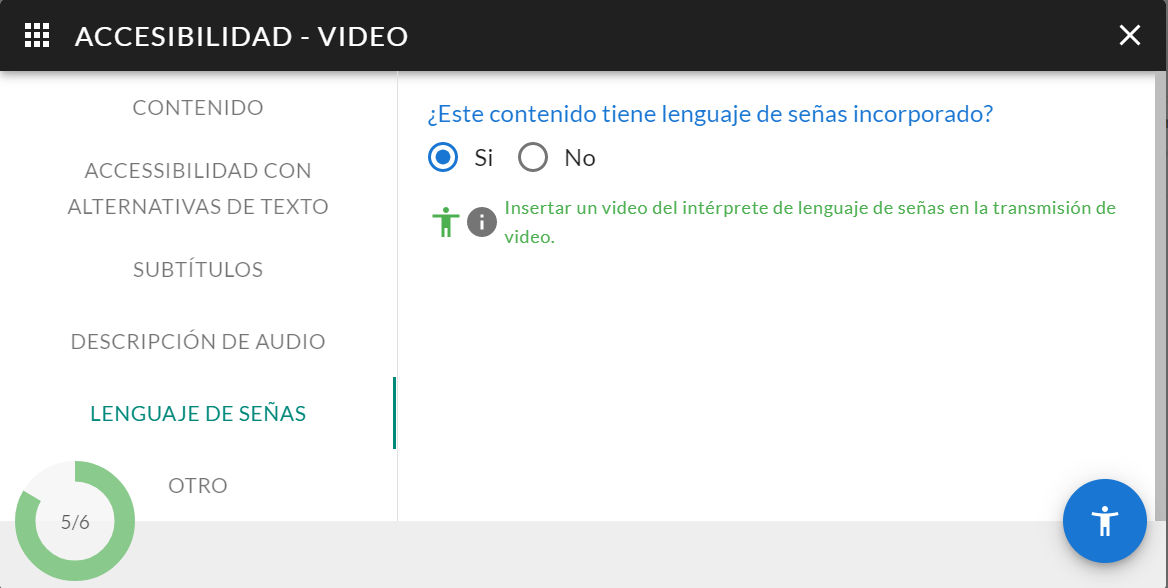 ACCESIBILIDAD - VIDEO
CONTENIDO
ACCESSIBILIDAD CON
ALTERNATIVAS DE TEXTO
SUBTÍTULOS
DESCRIPCIÓN DE AUDIO
LENGUAJE DE SEÑAS
OTRO
5/6
¿Este contenido tiene lenguaje de señas incorporado?
Si No
Insertar un video del intérprete de lenguaje de señas en la transmisión de
video.